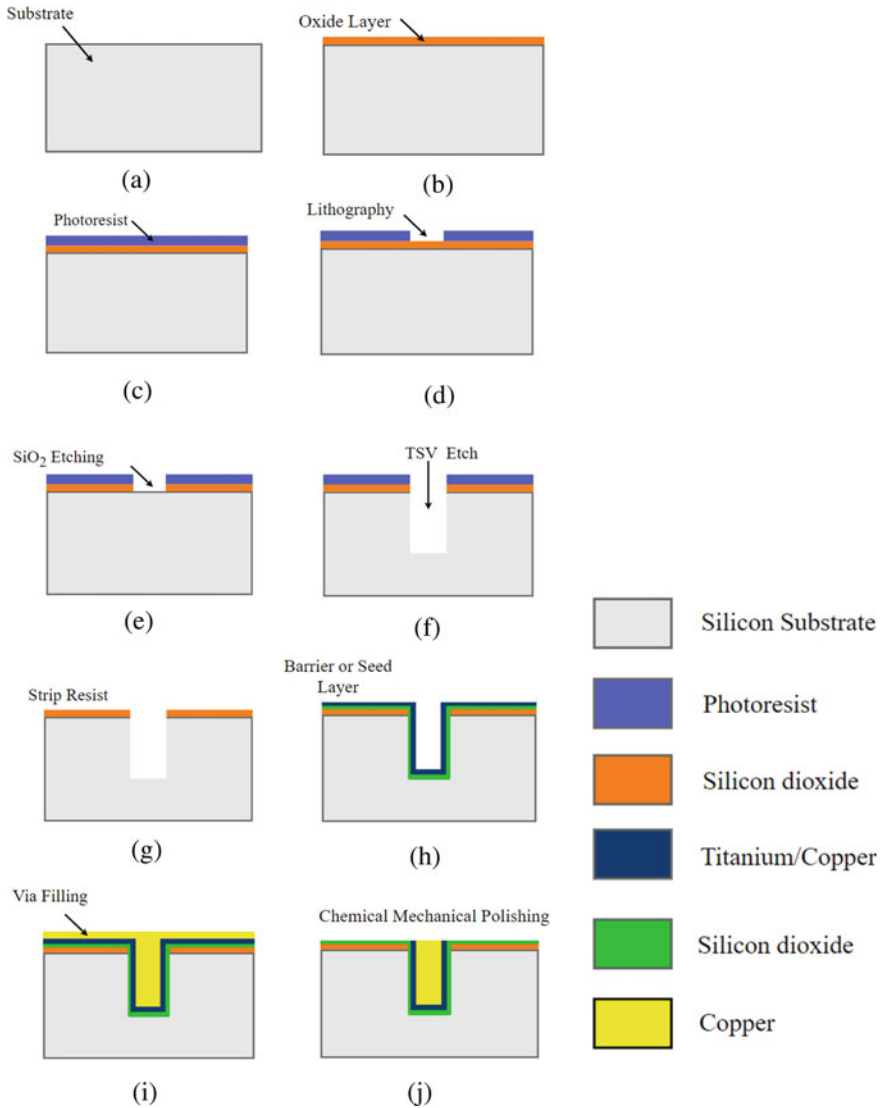 Substrate
Oxide Layer
(a)
(b)
Photoresist
Lithography
(c)
(d)
SiO₂ Etching
TSV Etch
(e)
(f)
Strip Resist
Barrier or Seed
Layer
(g)
(h)
Via Filling
Chemical Mechanical Polishing
(i)
(j)
Silicon Substrate
Photoresist
Silicon dioxide
Titanium/Copper
Silicon dioxide
Copper